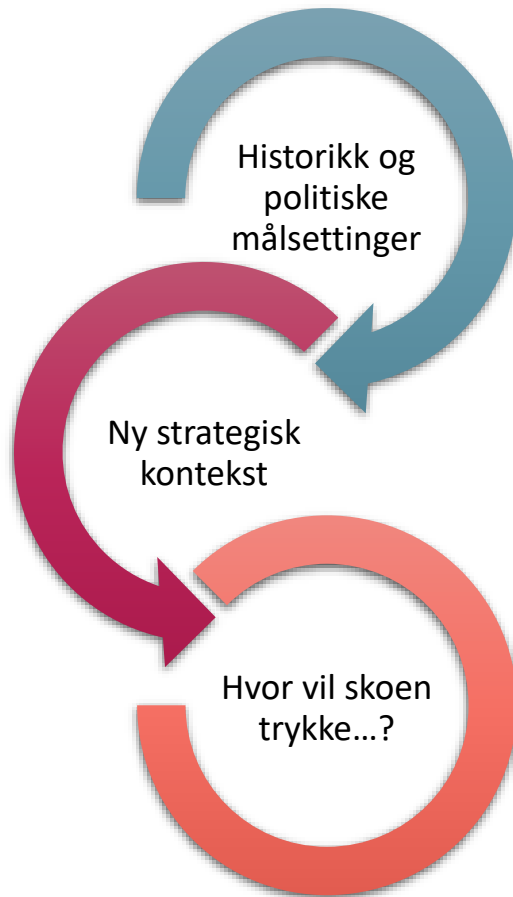 Historikk og
politiske
målsettinger
Ny strategisk
kontekst
Hvor vil skoen
trykke…?